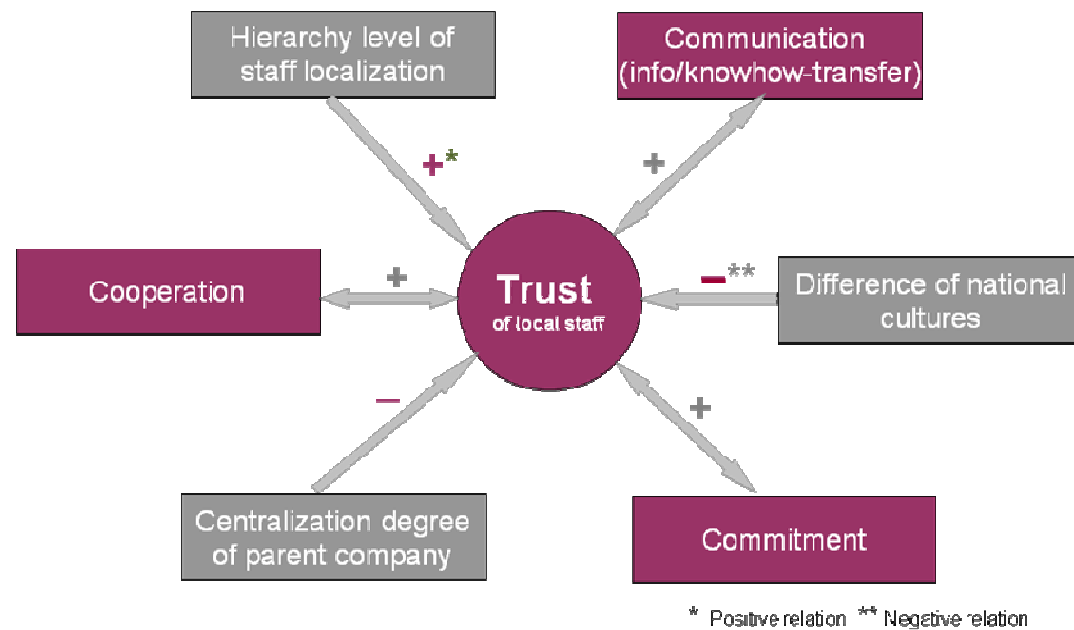 Hierarchy level of
staff localization
Communication
(info/knowhow-transfer)
+*
+
Cooperation
+
Trust
of local staff
–**
Difference of national
cultures
–
+
Centralization degree
of parent company
Commitment
* Positive relation ** Negative relation